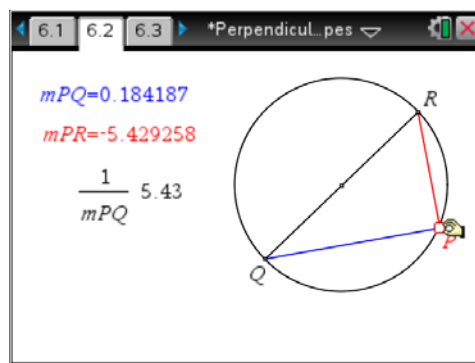 6.1 6.2 6.3 *Perpendicul...pes
mPQ=0.184187
mPR=-5.429258
1
mPQ 5.43
R
P
Q